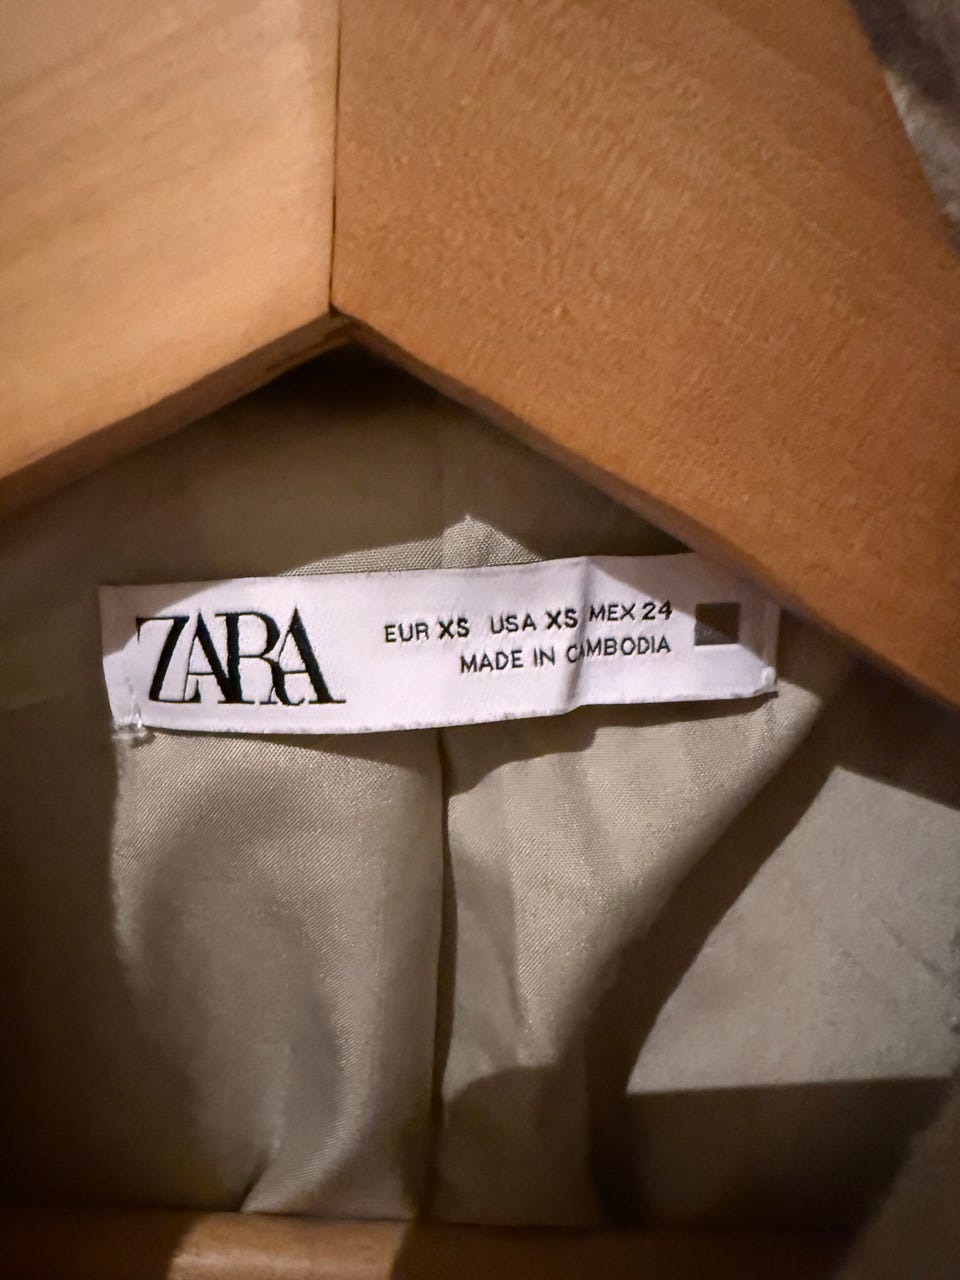 ZARA
EUR XS USA XS MEX 24
MADE IN CAMBODIA